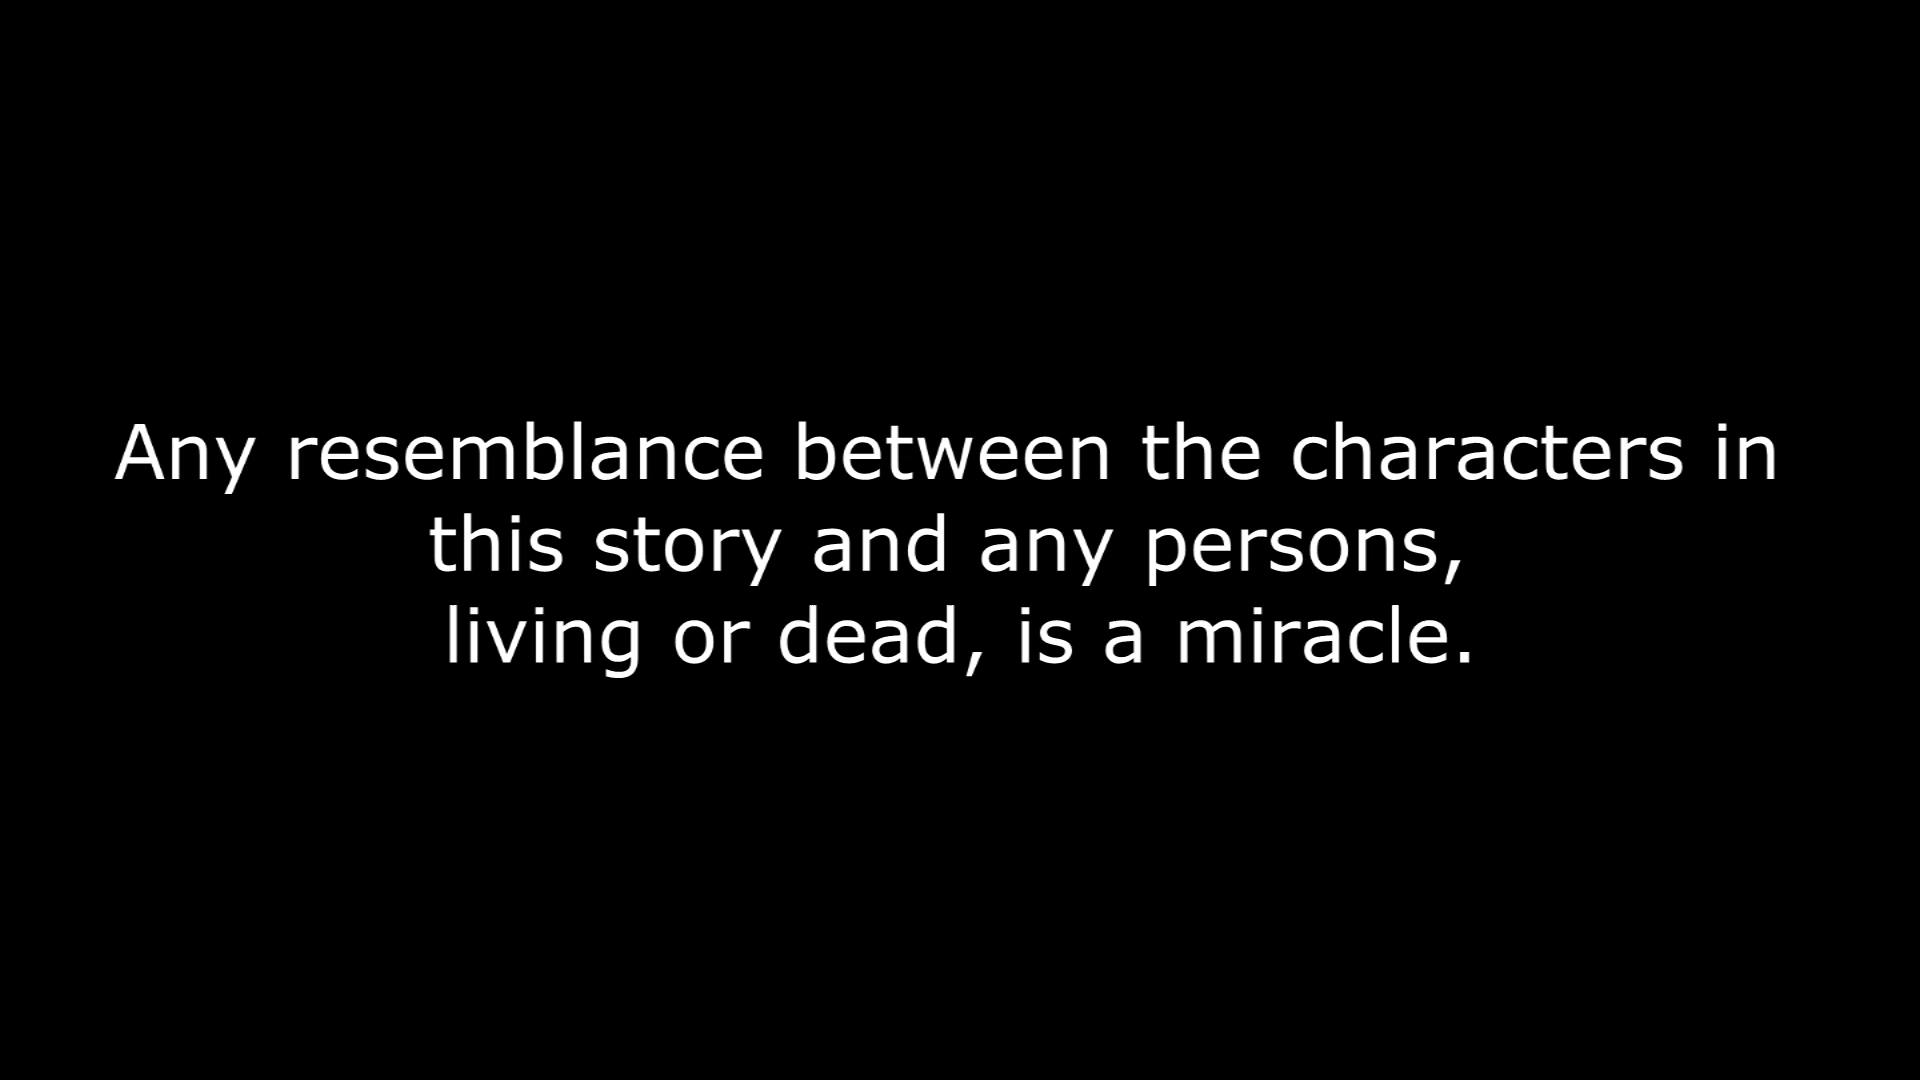 Any resemblance between the characters in
this story and any persons,
living or dead, is a miracle.